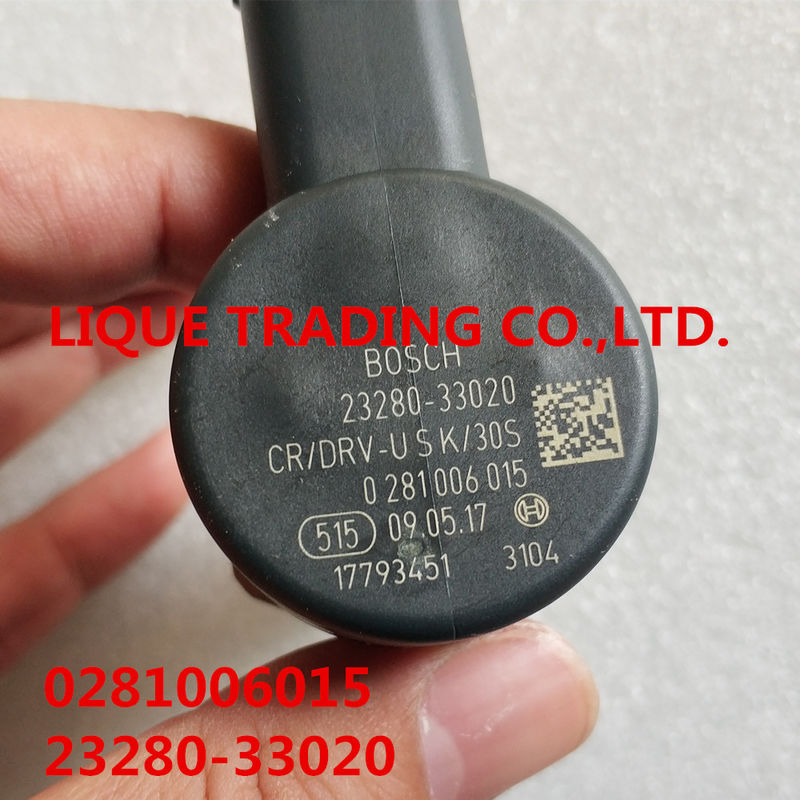 LIQUE TRADING CO.,LTD.
BOSCH
23280-33020
CR/DRV-U S K/30S
0 281 006 015
515 09.05.17
17793451 3104
0281006015
23280-33020